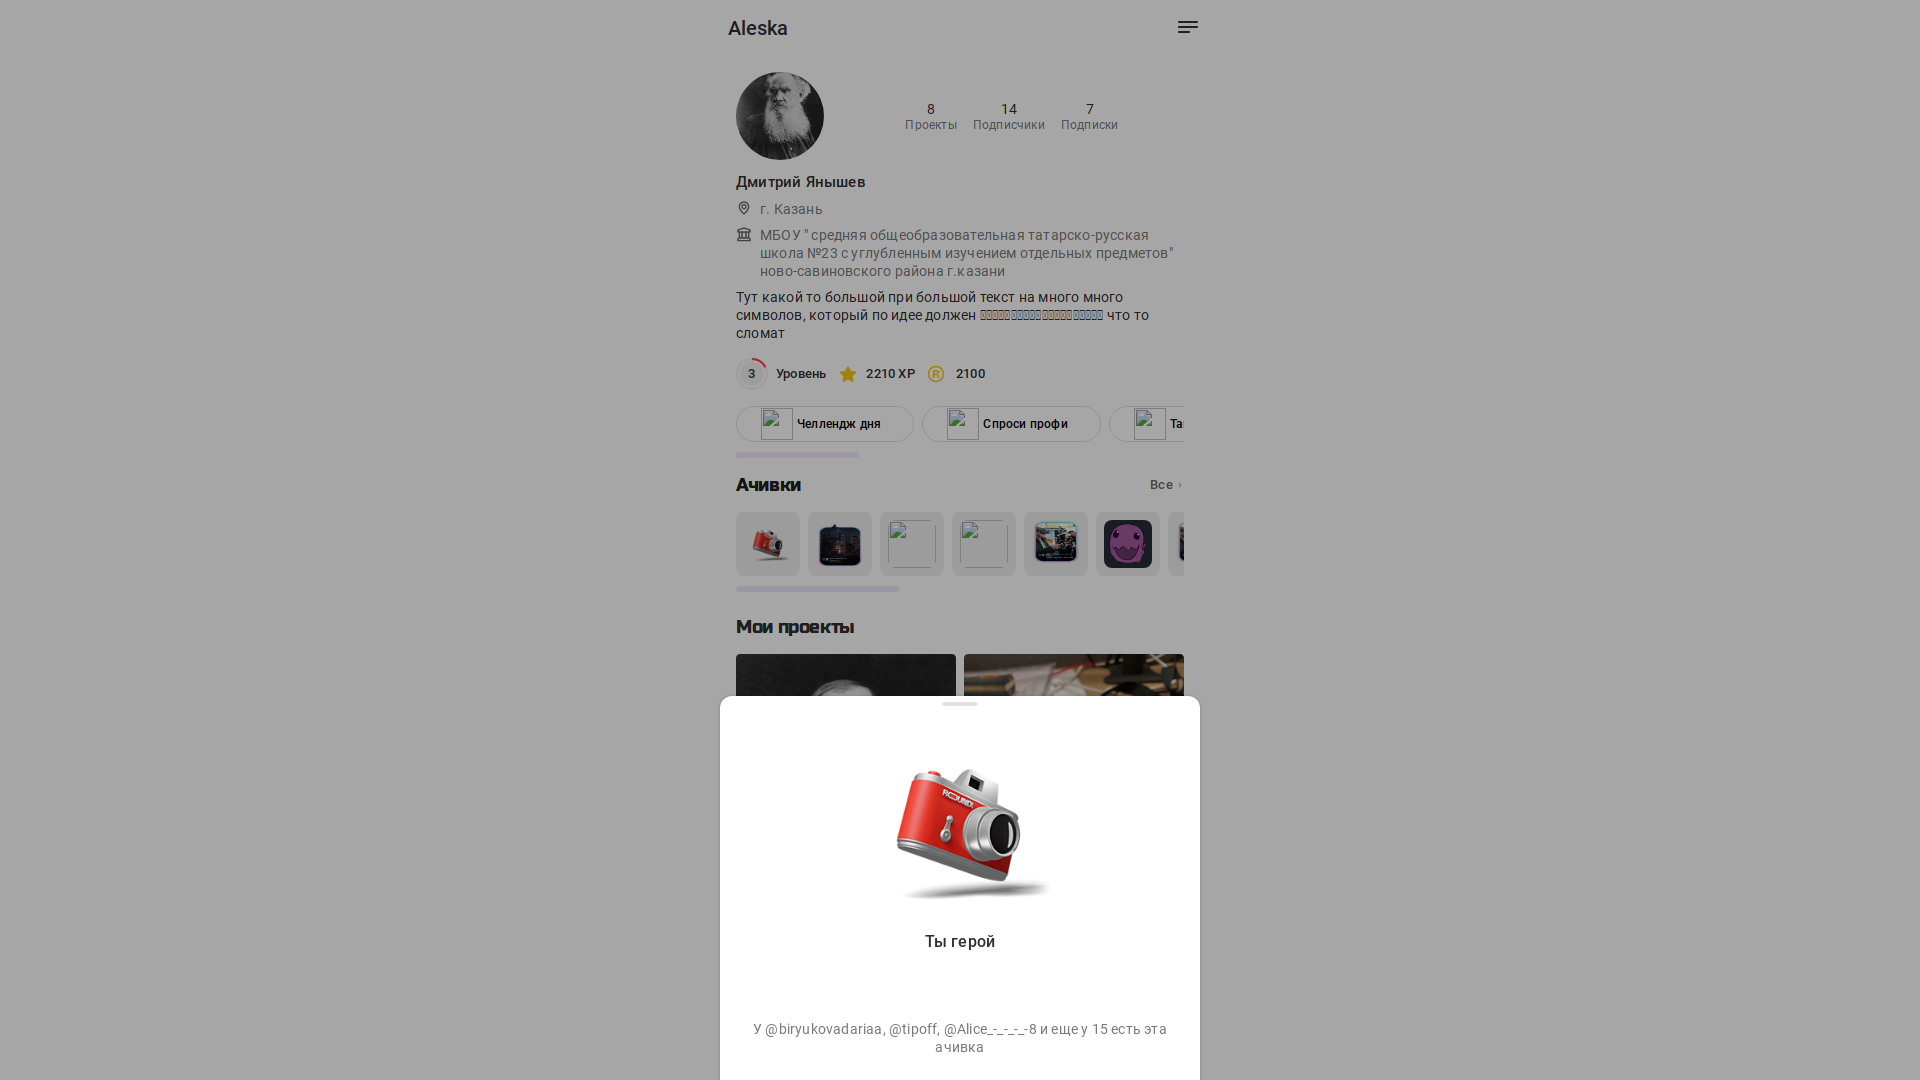 Aleska
8
Проекты
14
Подписчики
7
Подписки
Дмитрий Янышев
г. Казань
МБОУ " средняя общеобразовательная татарско-русская
школа №23 с углубленным изучением отдельных предметов"
ново-савиновского района г.казани
Тут какой то большой при большой текст на много много
символов, который по идее должен что то
сломат
3 Уровень 2210 XP R 2100
Челлендж дня
Спроси профи
Ачивки
Все
Мои проекты
ROUND!
Ты герой
У @biryukovadariaa, @tipoff, @Alice_-_-_-_-8 и еще у 15 есть эта
ачивка